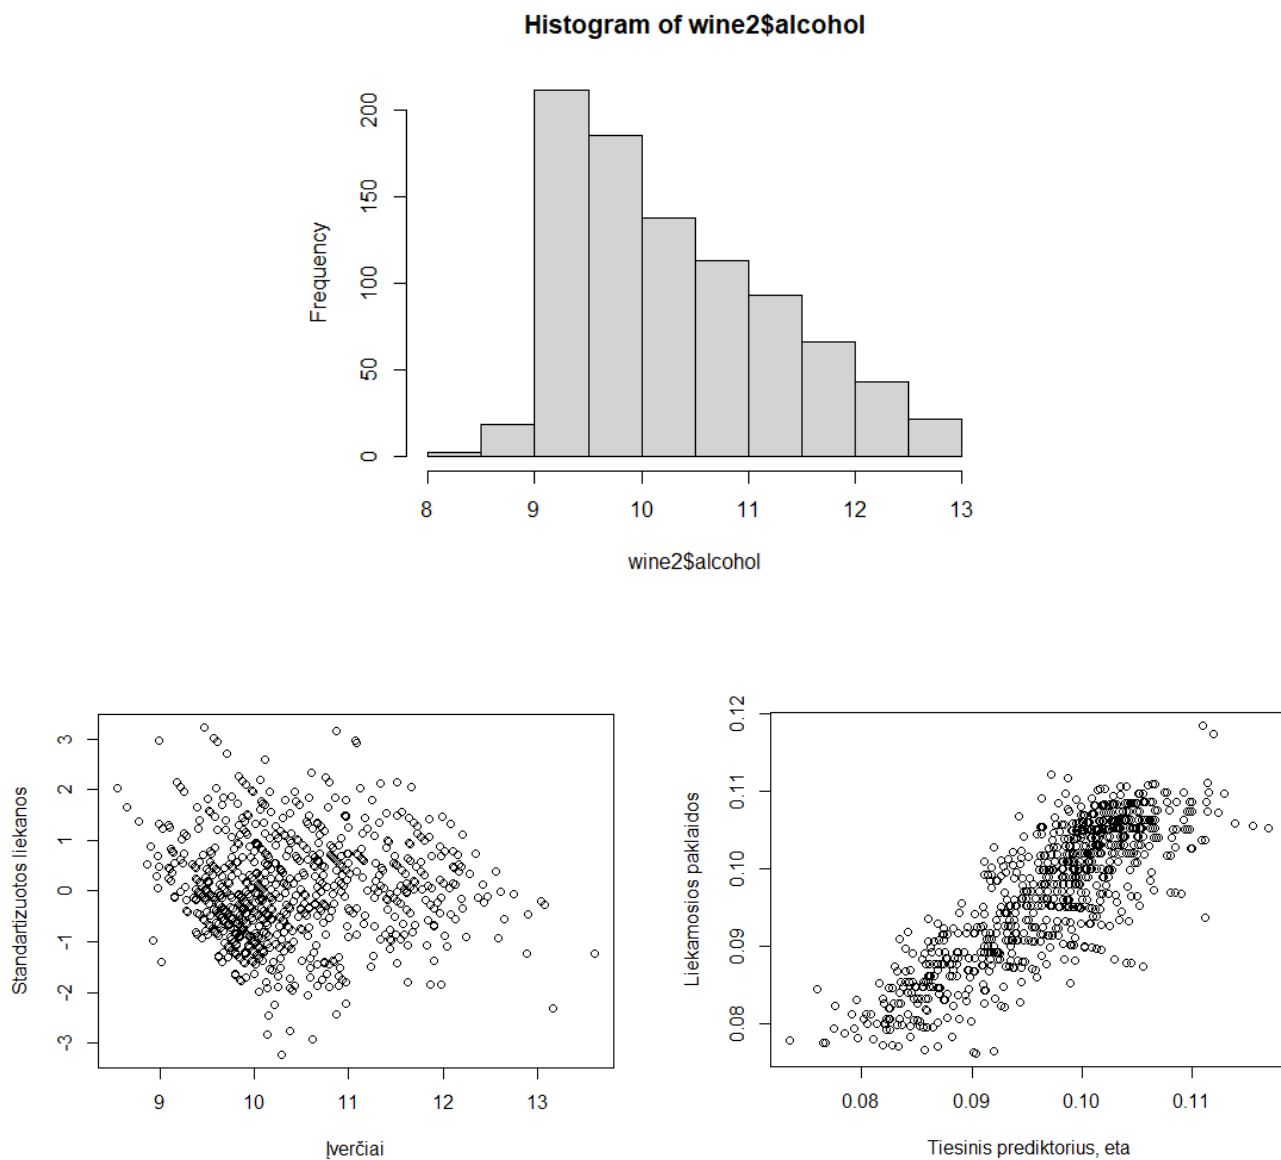 Histogram of wine2$alcohol
Frequency
0 50 100 150 200
8 9 10 11 12 13
wine2$alcohol
Standartizuotos liekanos
-3 -2 -1 0 1 2 3
9 10 11 12 13
Įverčiai
Liekamosios paklaidos
0.08 0.09 0.10 0.11 0.12
0.08 0.09 0.10 0.11
Tiesinis prediktorius, eta